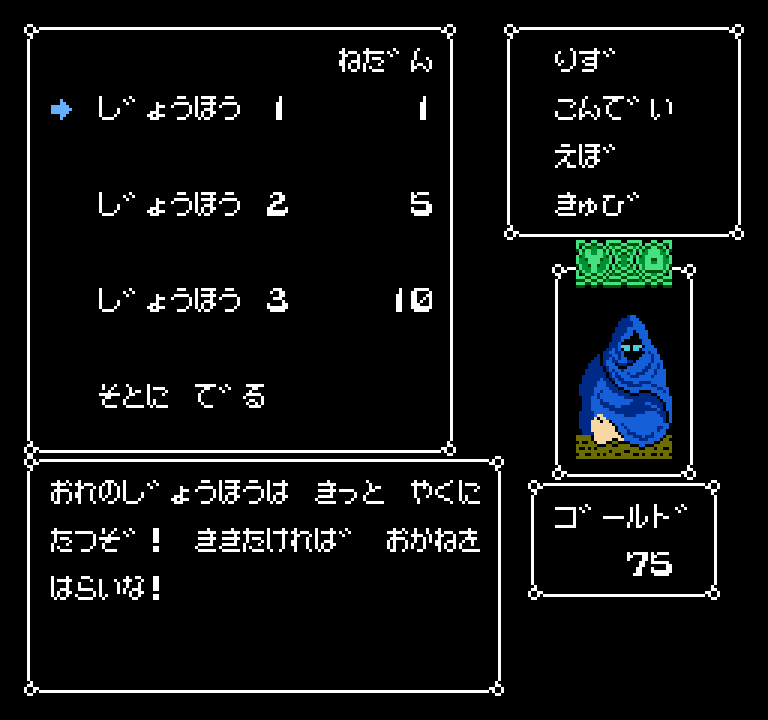 ねだん
じょうほう 1 1
じょうほう 2 5
じょうほう 3 10
そとに でる
りず
こんでい
えぼ
きゅび
おれのじょうほうは きっと やくに
たつぞ! ききたければ おかねを
はらいな!
ゴールド
75